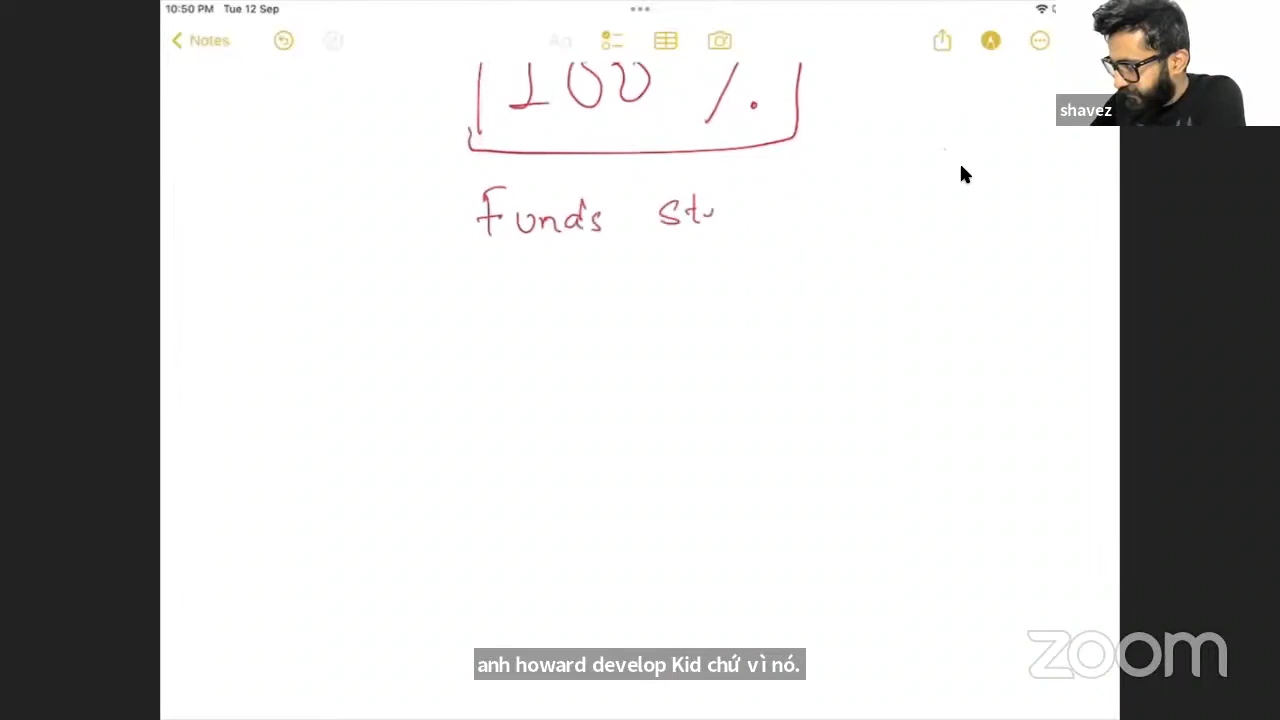 10:50 PM Tue 12 Sep
Notes
Aa
shavez
100 %
Funds st
anh howard develop Kid chứ vì nó.
zoom